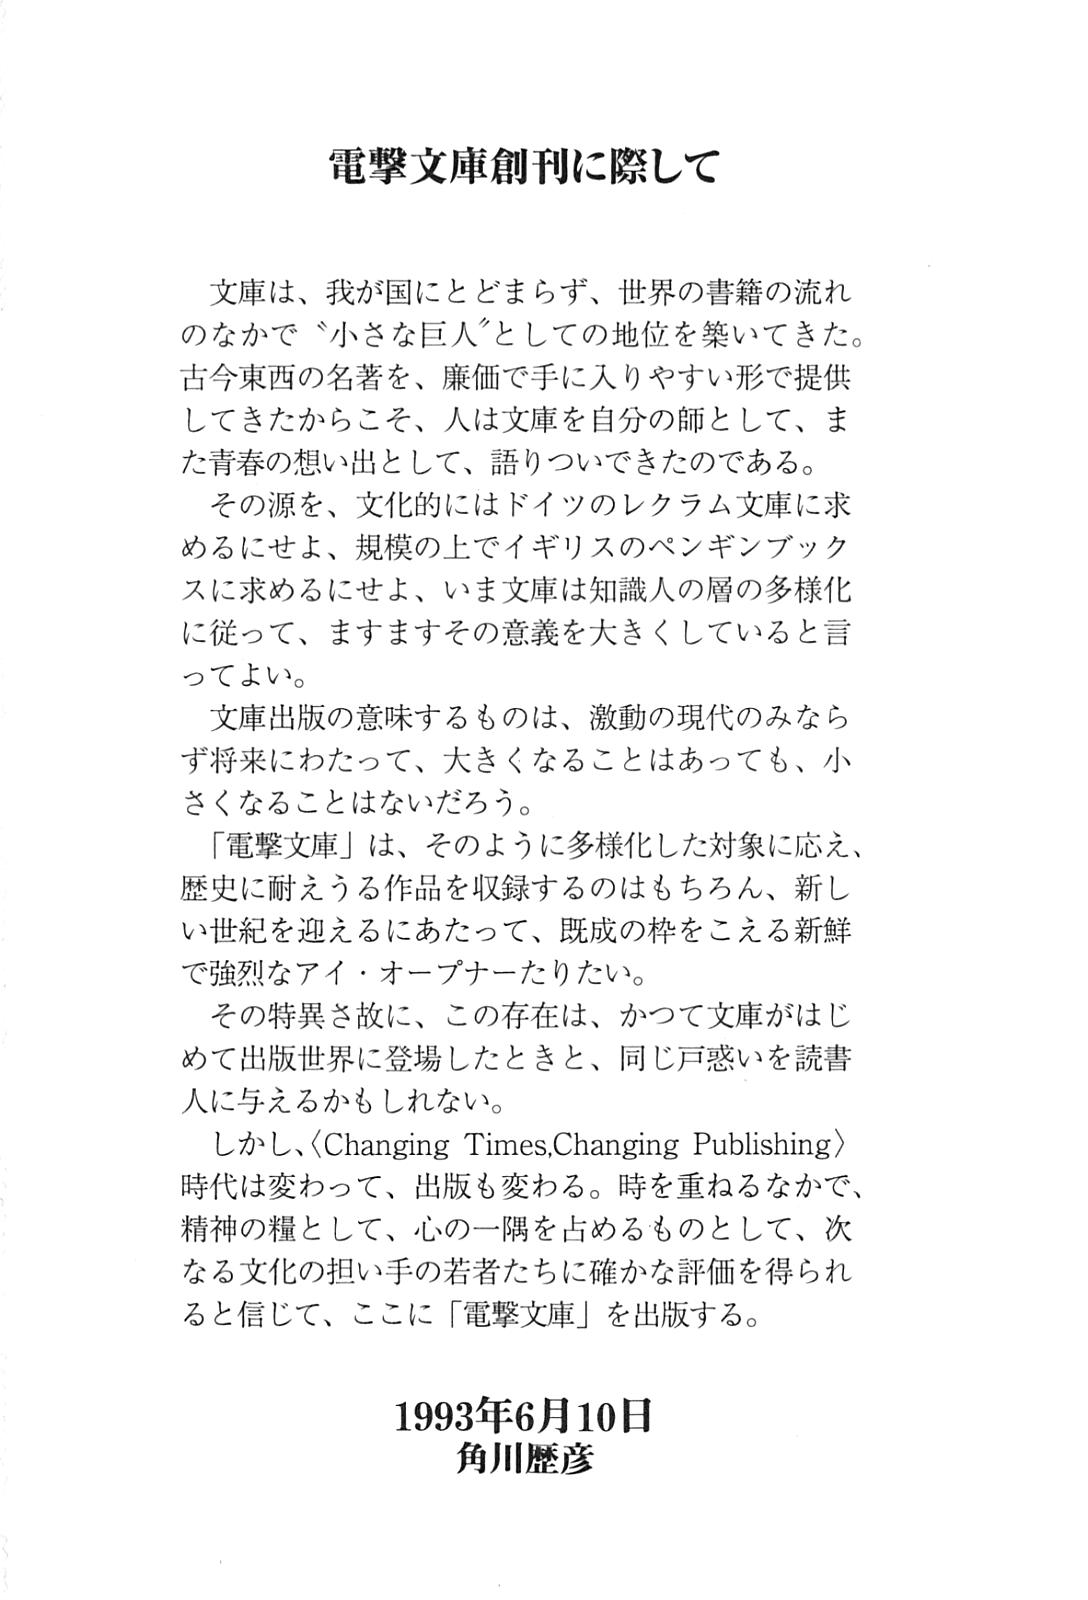 電撃文庫創刊に際して
　文庫は、我が国にとどまらず、世界の書籍の流れ
のなかで〝小さな巨人〟としての地位を築いてきた。
古今東西の名著を、廉価で手に入りやすい形で提供
してきたからこそ、人は文庫を自分の師として、ま
た青春の想い出として、語りついできたのである。
　その源を、文化的にはドイツのレクラム文庫に求
めるにせよ、規模の上でイギリスのペンギンブック
スに求めるにせよ、いま文庫は知識人の層の多様化
に従って、ますますその意義を大きくしていると言
ってよい。
　文庫出版の意味するものは、激動の現代のみなら
ず将来にわたって、大きくなることはあっても、小
さくなることはないだろう。
　「電撃文庫」は、そのように多様化した対象に応え、
歴史に耐えうる作品を収録するのはもちろん、新し
い世紀を迎えるにあたって、既成の枠をこえる新鮮
で強烈なアイ・オープナーたりたい。
　その特異さ故に、この存在は、かつて文庫がはじ
めて出版世界に登場したときと、同じ戸惑いを読書
人に与えるかもしれない。
　しかし、〈Changing Times,Changing Publishing〉
時代は変わって、出版も変わる。時を重ねるなかで、
精神の糧として、心の一隅を占めるものとして、次
なる文化の担い手の若者たちに確かな評価を得られ
ると信じて、ここに「電撃文庫」を出版する。
1993年6月10日
角川歴彦